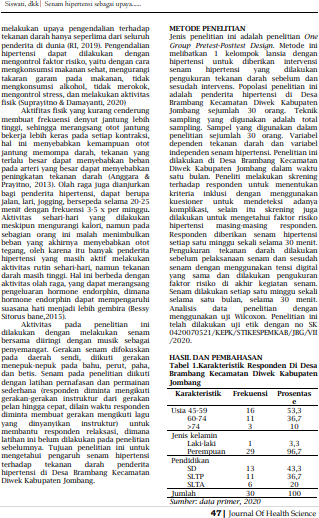 Siswati, dkk | Senam hipertensi sebagai upaya......
melakukan upaya pengendalian terhadap
tekanan darah hanya seperlima dari seluruh
penderita di dunia (RI, 2019). Pengendalian
hipertensi dapat dilakukan dengan
mengontrol faktor risiko, yaitu dengan cara
mengkonsumsi makanan sehat, mengurangi
takaran garam pada makanan, tidak
mengkonsumsi alkohol, tidak merokok,
mengontrol stress, dan melakukan aktivitas
fisik (Suprayitno & Damayanti, 2020)
Aktifitas fisik yang kurang cenderung
membuat frekuensi denyut jantung lebih
tinggi, sehingga merangsang otot jantung
bekerja lebih keras pada setiap kontraksi,
hal ini menyebabkan kemampuan otot
jantung memompa darah, tekanan yang
terlalu besar dapat menyebabkan beban
pada arteri yang besar dapat menyebabkan
peningkatan tekanan darah (Anggara &
Prayitno, 2013). Olah raga juga dianjurkan
bagi penderita hipertensi, dapat berupa
jalan, lari, jogging, bersepeda selama 20-25
menit dengan frekuensi 3-5 x per minggu.
Aktivitas sehari-hari yang dilakukan
meskipun mengurangi kalori, namun pada
sebagian orang ini malah menimbulkan
beban yang akhirnya menyebabkan otot
tegang, oleh karena itu banyak penderita
hipertensi yang masih aktif melakukan
aktivitas rutin sehari-hari, namun tekanan
darah masih tinggi. Hal ini berbeda dengan
aktivitas olah raga, yang dapat merangsang
pengeluaran hormone endorphin, dimana
hormone endorphin dapat mempengaruhi
suasana hati menjadi lebih gembira (Bessy
Sitorus bane,2015).
Aktivitas pada penelitian ini
dilakukan dengan melakukan senam
bersama diiringi dengan musik sebagai
penyemangat. Gerakan senam difokuskan
pada daerah sendi, diikuti gerakan
menepuk-nepuk pada bahu, perut, paha,
dan betis. Senam pada penelitian diikuti
dengan latihan pernafasan dan permainan
sederhana (responden diminta mengikuti
gerakan-gerakan instruktur dari gerakan
pelan hingga cepat, dilain waktu responden
diminta membuat gerakan mengikuti lagu
yang dinyanyikan instruktur) untuk
membantu responden relaksasi, dimana
latihan ini belum dilakukan pada penelitian
sebelumnya. Tujuan penelitian ini untuk
mengetahui pengaruh senam hipertensi
terhadap tekanan darah penderita
hipertensi di Desa Brambang Kecamatan
Diwek Kabupaten Jombang.
METODE PENELITIAN
Jenis penelitian ini adalah penelitian One
Group Pretest-Posttest Design. Metode ini
melibatkan 1 kelompok lansia dengan
hipertensi untuk diberikan intervensi
senam hipertensi yang dilakukan
pengukuran tekanan darah sebelum dan
sesudah intervensi. Populasi penelitian ini
adalah penderita hipertensi di Desa
Brambang Kecamatan Diwek Kabupaten
Jombang sejumlah 30 orang. Teknik
sampling yang digunakan adalah total
sampling. Sampel yang digunakan dalam
penelitian sejumlah 30 orang. Variabel
dependen tekanan darah dan variabel
independen senam hipertensi. Penelitian ini
dilakukan di Desa Brambang Kecamatan
Diwek Kabupaten Jombang dalam waktu
satu bulan. Peneliti melakukan skrening
terhadap responden untuk menentukan
kriteria inklusi dengan menggunakan
kuesioner untuk mendeteksi adanya
komplikasi, selain itu skrening juga
dilakukan untuk mengetahui faktor risiko
hipertensi masing-masing responden.
Responden diberikan senam hipertensi
setiap satu minggu sekali selama 30 menit.
Pengukuran tekanan darah dilakukan
sebelum pelaksanaan senam dan sesudah
senam dengan menggunakan tensi digital
yang sama dan dilakukan pengukuran
faktor risiko di akhir kegiatan senam.
Senam dilakukan setiap satu minggu sekali
selama satu bulan, selama 30 menit.
Analisis data penelitian dengan
menggunakan uji Wilcoxon. Penelitian ini
telah dilakukan uji etik dengan no SK
0420070521/KEPK/STIKESPEMKAB/JBG/VII
/2020.
HASIL DAN PEMBAHASAN
Tabel 1.Karakteristik Responden Di Desa
Brambang Kecamatan Diwek Kabupaten
Jombang
Karakteristik Frekuensi Prosentas
e
Usia 45-59 16 53,3
60-74 11 36,7
>74 3 10
Jenis kelamin
Laki-laki 1 3,3
Perempuan 29 96,7
Pendidikan
SD 13 43,3
SLTP 11 36,7
SLTA 6 20
Jumlah 30 100
Sumber: data primer, 2020
47 | Journal Of Health Science